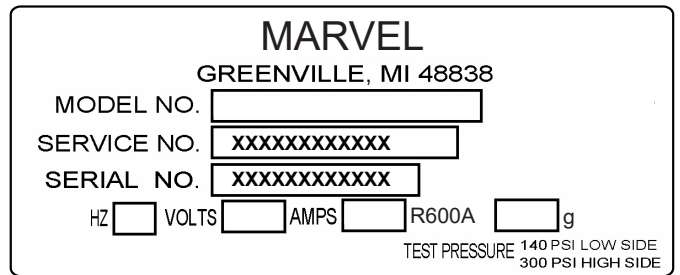 MARVEL
GREENVILLE, MI 48838
MODEL NO.
SERVICE NO. XXXXXXXXXXXX
SERIAL NO. XXXXXXXXXXXX
HZ VOLTS AMPS R600A g
TEST PRESSURE 140 PSI LOW SIDE
300 PSI HIGH SIDE